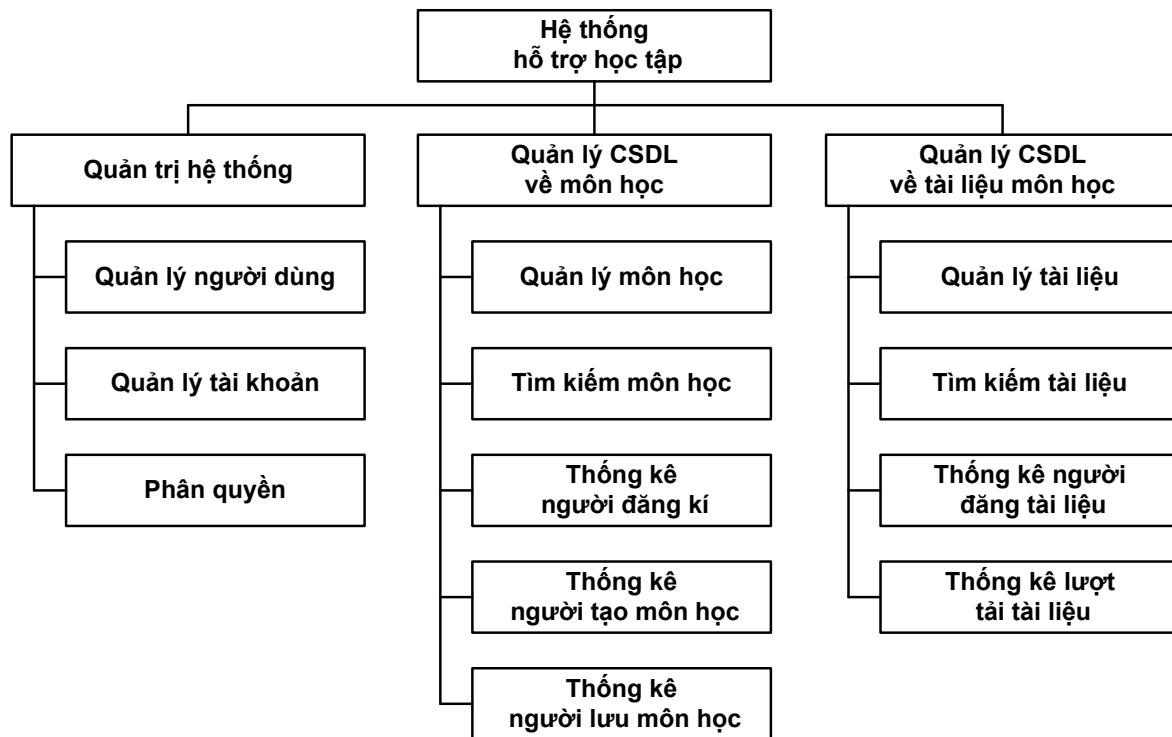 Hệ thống
hỗ trợ học tập
Quản trị hệ thống
Quản lý CSDL
về môn học
Quản lý CSDL
về tài liệu môn học
Quản lý người dùng
Quản lý môn học
Quản lý tài liệu
Quản lý tài khoản
Tìm kiếm môn học
Tìm kiếm tài liệu
Phân quyền
Thống kê
người đăng kí
Thống kê người
đăng tài liệu
Thống kê
người tạo môn học
Thống kê lượt
tải tài liệu
Thống kê
người lưu môn học